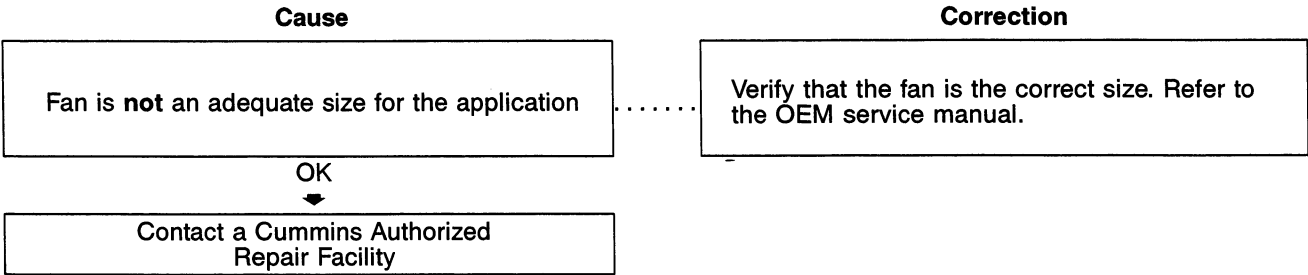 Cause
Correction
Fan is not an adequate size for the application
.......
Verify that the fan is the correct size. Refer to
the OEM service manual.
OK
Contact a Cummins Authorized
Repair Facility